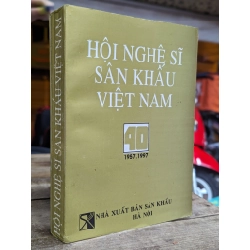 HỘI NGHỆ SĨ
SÂN KHẤU
VIỆT NAM
40
1957.1997
NHÀ XUẤT BẢN SÂN KHẤU
HÀ NỘI
HỘI NGHỆ SĨ SÂN KHẤU VIỆT NAM